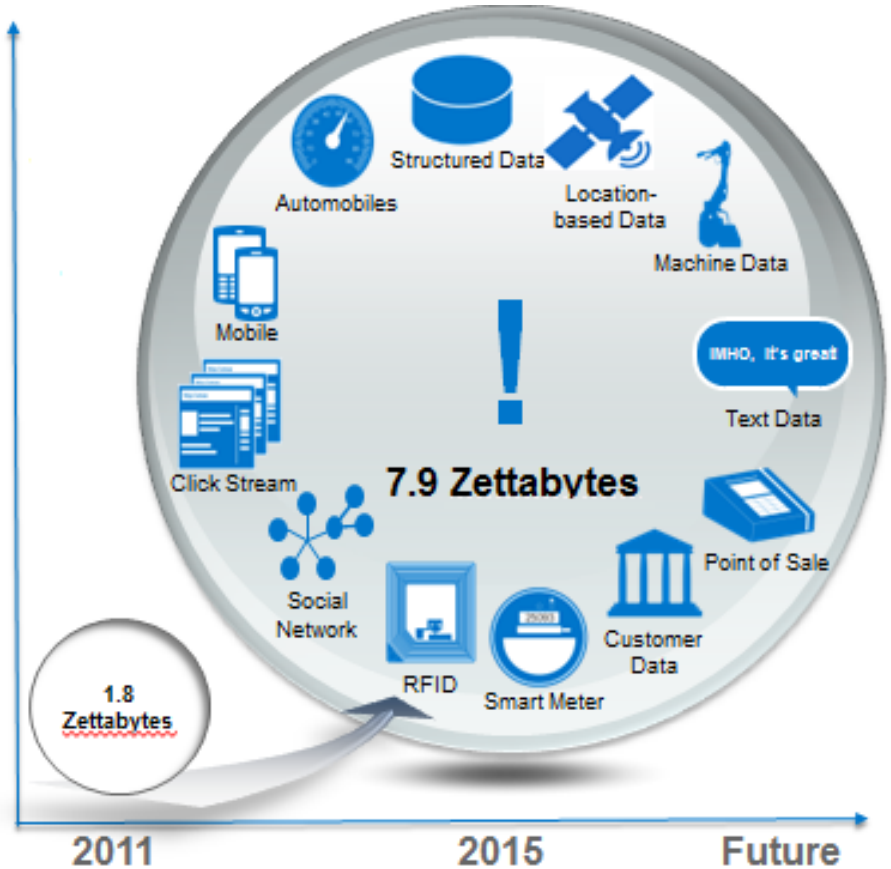 Structured Data
Automobiles
Location-
based Data
Machine Data
Mobile
IMHO, it's great
Text Data
Click Stream
!
7.9 Zettabytes
Point of Sale
Social
Network
25093
Customer
Data
RFID
Smart Meter
1.8
Zettabytes
2011
2015
Future